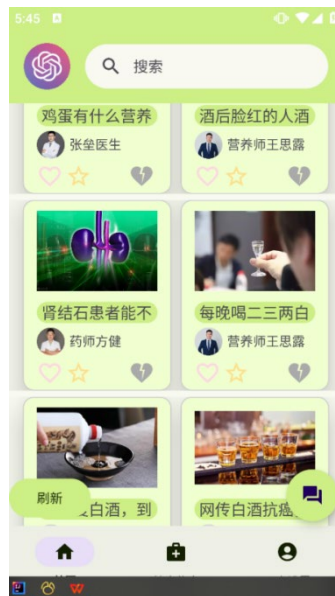 5:45
搜索
鸡蛋有什么营养
酒后脸红的人酒
张垒医生
营养师王思露
肾结石患者能不
每晚喝二三两白
药师方健
营养师王思露
刷新
白酒，到
网传白酒抗癌